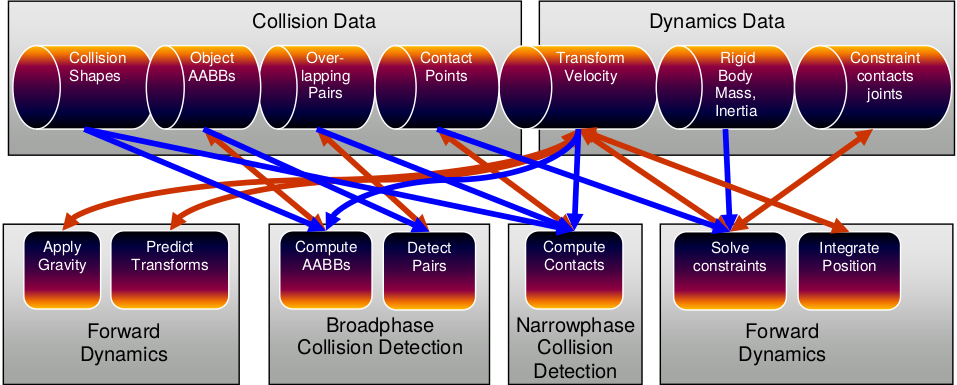 Collision Data
Dynamics Data
Collision
Shapes
Object
AABBs
Over-
lapping
Pairs
Contact
Points
Transform
Velocity
Rigid
Body
Mass,
Inertia
Constraint
contacts
joints
Apply
Gravity
Predict
Transforms
Compute
AABBs
Detect
Pairs
Compute
Contacts
Solve
constraints
Integrate
Position
Forward
Dynamics
Broadphase
Collision Detection
Narrowphase
Collision
Detection
Forward
Dynamics